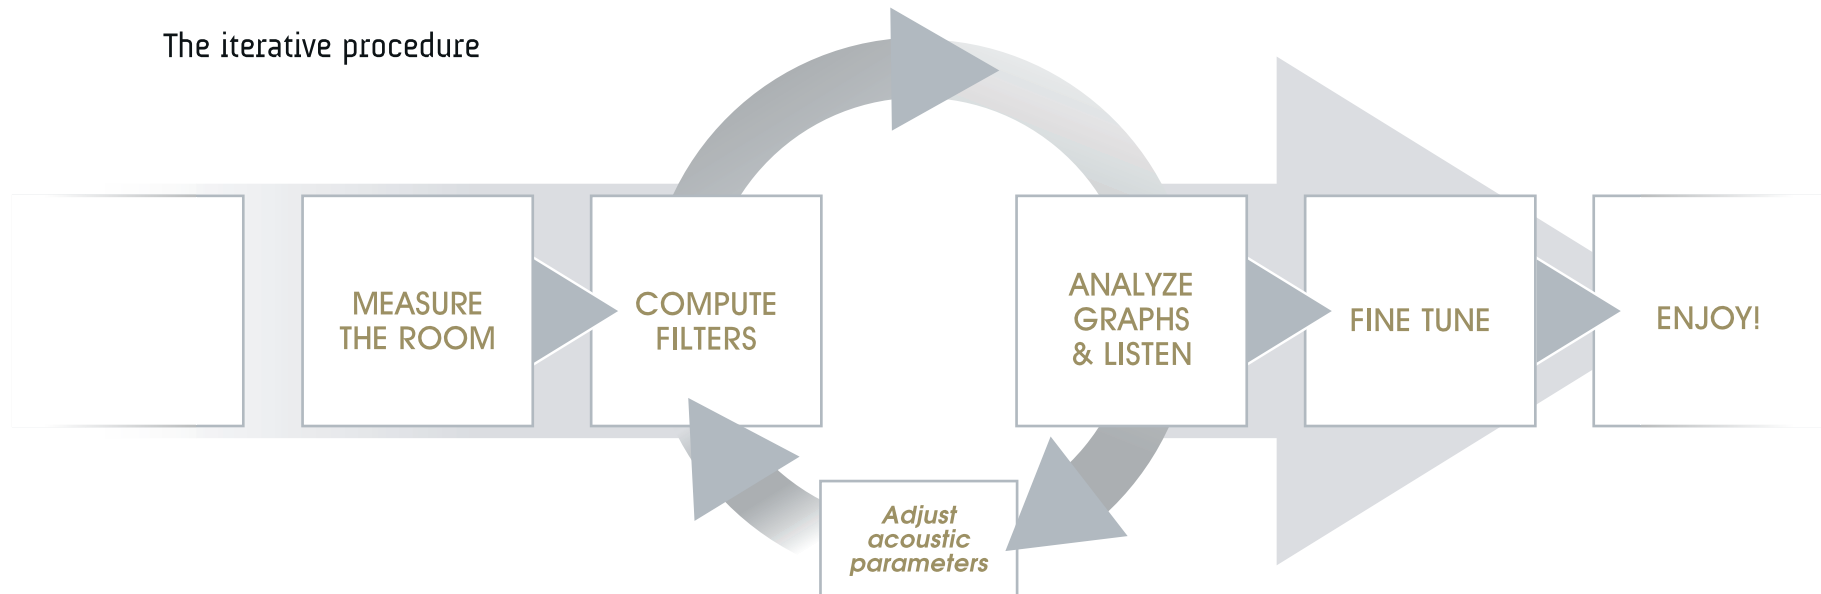 The iterative procedure
MEASURE
THE ROOM
COMPUTE
FILTERS
ANALYZE
GRAPHS
& LISTEN
FINE TUNE
ENJOY!
Adjust
acoustic
parameters